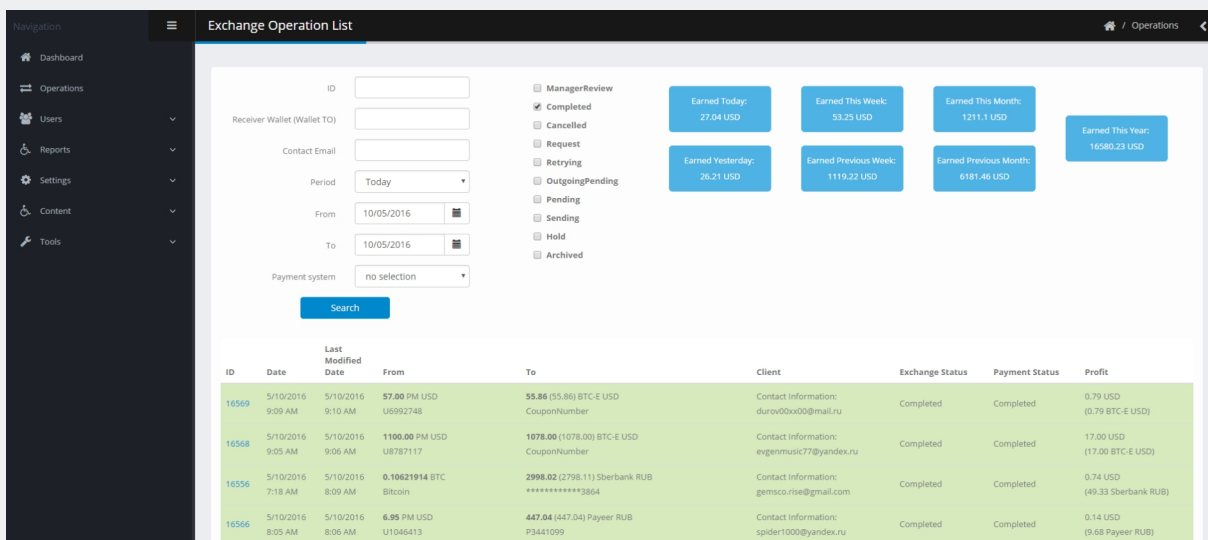 Navigation
Exchange Operation List
/ Operations
Dashboard
Operations
Users
Reports
Settings
Content
Tools
ID
Receiver Wallet (Wallet TO)
Contact Email
Period
Today
From
10/05/2016
To
10/05/2016
Payment system
no selection
Search
ManagerReview
Completed
Cancelled
Request
Retrying
OutgoingPending
Pending
Sending
Hold
Archived
Earned Today:
27.04 USD
Earned This Week:
53.25 USD
Earned This Month:
1211.1 USD
Earned This Year:
16580.23 USD
Earned Yesterday:
26.21 USD
Earned Previous Week:
1119.22 USD
Earned Previous Month:
6181.46 USD
ID Date Last Modified Date From To Client Exchange Status Payment Status Profit
16569 5/10/2016 5/10/2016 57.00 PM USD 55.86 (55.86) BTC-E USD Contact Information: Completed Completed 0.79 USD
9:09 AM 9:10 AM U6992748 CouponNumber durov00xx00@mail.ru (0.79 BTC-E USD)
16568 5/10/2016 5/10/2016 1100.00 PM USD 1078.00 (1078.00) BTC-E USD Contact Information: Completed Completed 17.00 USD
9:05 AM 9:06 AM U8787117 CouponNumber evgenmusic77@yandex.ru (17.00 BTC-E USD)
16556 5/10/2016 5/10/2016 0.10621914 BTC 2998.02 (2798.11) Sberbank RUB Contact Information: Completed Completed 0.74 USD
7:18 AM 8:09 AM Bitcoin ************3864 gemsco.rise@gmail.com (49.33 Sberbank RUB)
16566 5/10/2016 5/10/2016 6.95 PM USD 447.04 (447.04) Payeer RUB Contact Information: Completed Completed 0.14 USD
8:05 AM 8:06 AM U1046413 P3441099 spider1000@yandex.ru (9.68 Payeer RUB)